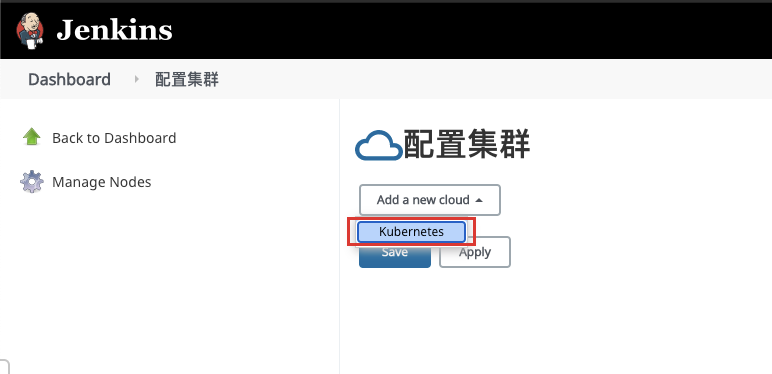 Jenkins
Dashboard
配置集群
Back to Dashboard
Manage Nodes
配置集群
Add a new cloud
Kubernetes
Save
Apply